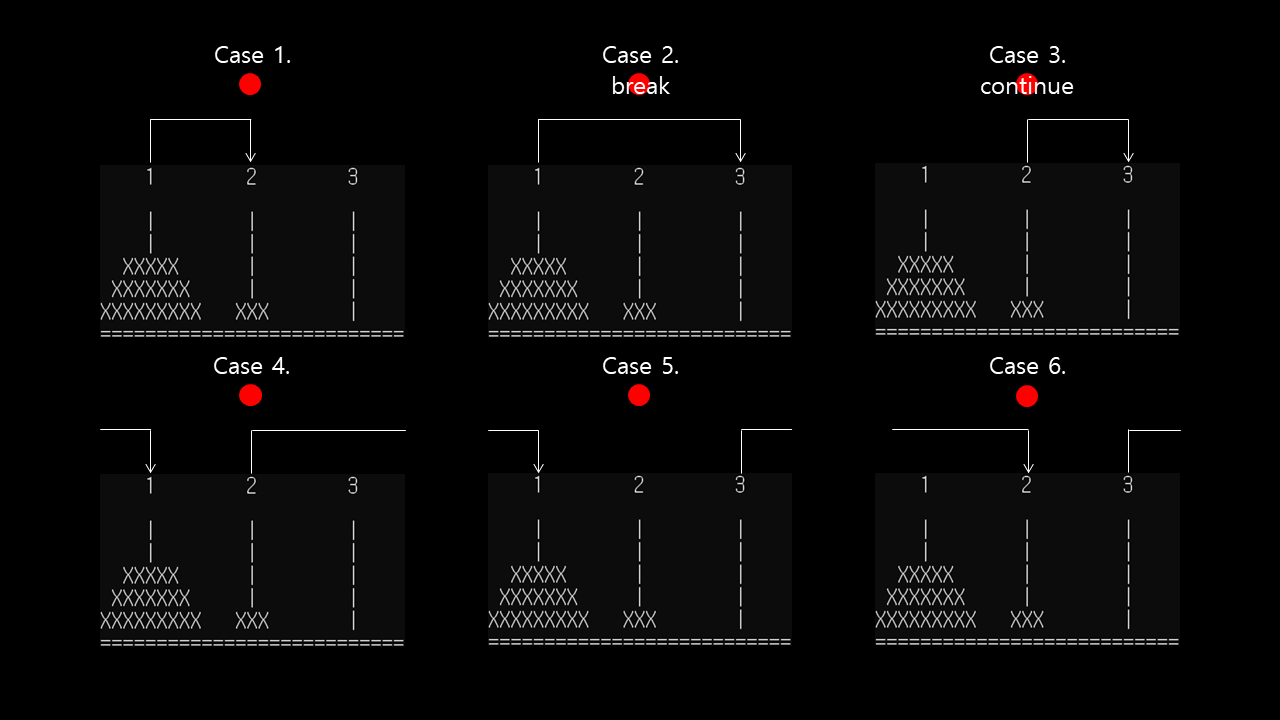 Case 1.
Case 2.
Case 3.
break
continue
1 2 3
1 2 3
1 2 3
| | |
| | |
| | |
| | |
| | |
| | |
XXXXX | |
XXXXX | |
XXXXX | |
XXXXXXX | |
XXXXXXX | |
XXXXXXX | |
XXXXXXXXX XXX |
XXXXXXXXX XXX |
XXXXXXXXX XXX |
===========================
===========================
===========================
Case 4.
Case 5.
Case 6.
1 2 3
1 2 3
1 2 3
| | |
| | |
| | |
| | |
| | |
| | |
XXXXX | |
XXXXX | |
XXXXX | |
XXXXXXX | |
XXXXXXX | |
XXXXXXX | |
XXXXXXXXX XXX |
XXXXXXXXX XXX |
XXXXXXXXX XXX |
===========================
===========================
===========================